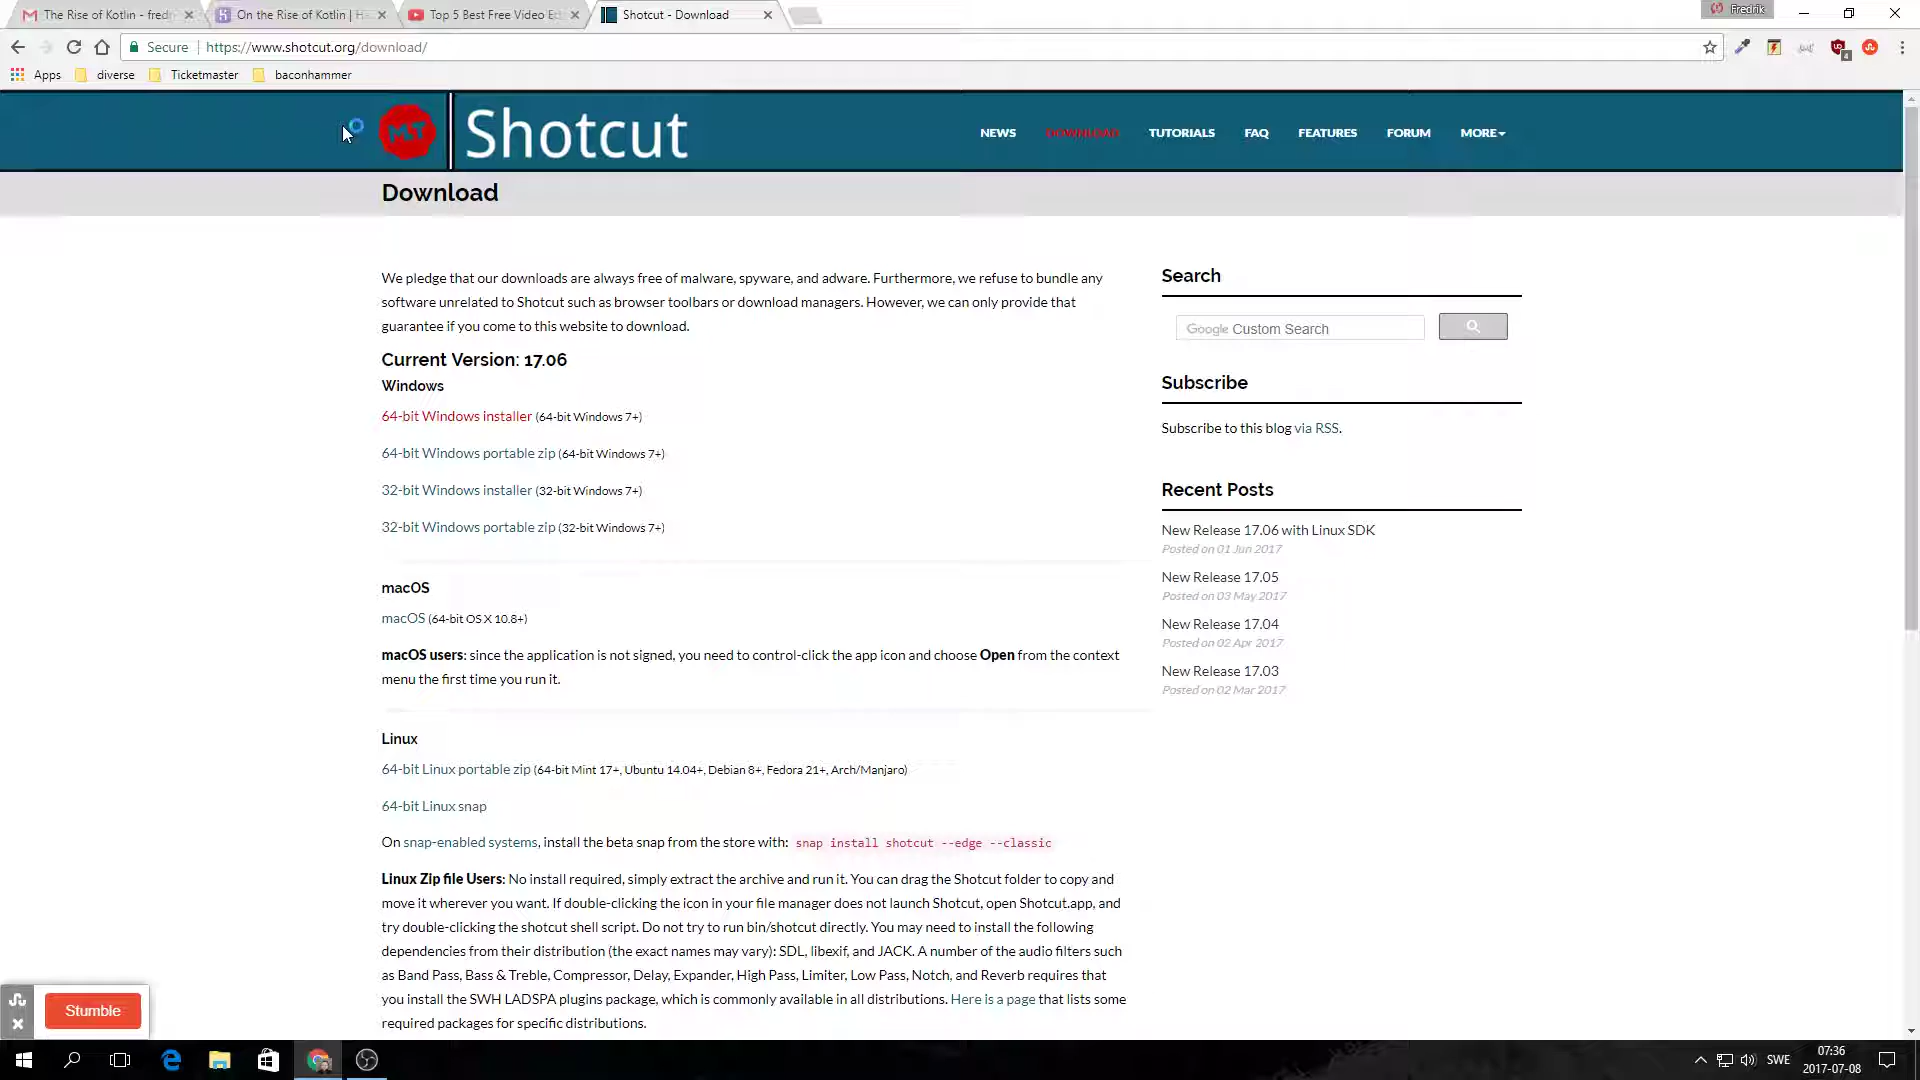 The Rise of Kotlin - fredr
On the Rise of Kotlin | Ha
Top 5 Best Free Video Ed
Shotcut - Download
Fredrik
Secure
https://www.shotcut.org/download/
4
Apps
diverse
Ticketmaster
baconhammer
MLT
Shotcut
NEWS
DOWNLOAD
TUTORIALS
FAQ
FEATURES
FORUM
MORE
Download
We pledge that our downloads are always free of malware, spyware, and adware. Furthermore, we refuse to bundle any
software unrelated to Shotcut such as browser toolbars or download managers. However, we can only provide that
guarantee if you come to this website to download.
Current Version: 17.06
Windows
64-bit Windows installer (64-bit Windows 7+)
64-bit Windows portable zip (64-bit Windows 7+)
32-bit Windows installer (32-bit Windows 7+)
32-bit Windows portable zip (32-bit Windows 7+)
macOS
macOS (64-bit OS X 10.8+)
macOS users: since the application is not signed, you need to control-click the app icon and choose Open from the context
menu the first time you run it.
Linux
64-bit Linux portable zip (64-bit Mint 17+, Ubuntu 14.04+, Debian 8+, Fedora 21+, Arch/Manjaro)
64-bit Linux snap
On snap-enabled systems, install the beta snap from the store with: snap install shotcut --edge --classic
Linux Zip file Users: No install required, simply extract the archive and run it. You can drag the Shotcut folder to copy and
move it wherever you want. If double-clicking the icon in your file manager does not launch Shotcut, open Shotcut.app, and
try double-clicking the shotcut shell script. Do not try to run bin/shotcut directly. You may need to install the following
dependencies from their distribution (the exact names may vary): SDL, libexif, and JACK. A number of the audio filters such
as Band Pass, Bass & Treble, Compressor, Delay, Expander, High Pass, Limiter, Low Pass, Notch, and Reverb requires that
you install the SWH LADSPA plugins package, which is commonly available in all distributions. Here is a page that lists some
required packages for specific distributions.
Search
Google Custom Search
Subscribe
Subscribe to this blog via RSS.
Recent Posts
New Release 17.06 with Linux SDK
Posted on 01 Jun 2017
New Release 17.05
Posted on 03 May 2017
New Release 17.04
Posted on 02 Apr 2017
New Release 17.03
Posted on 02 Mar 2017
Stumble
SWE
07:36
2017-07-08